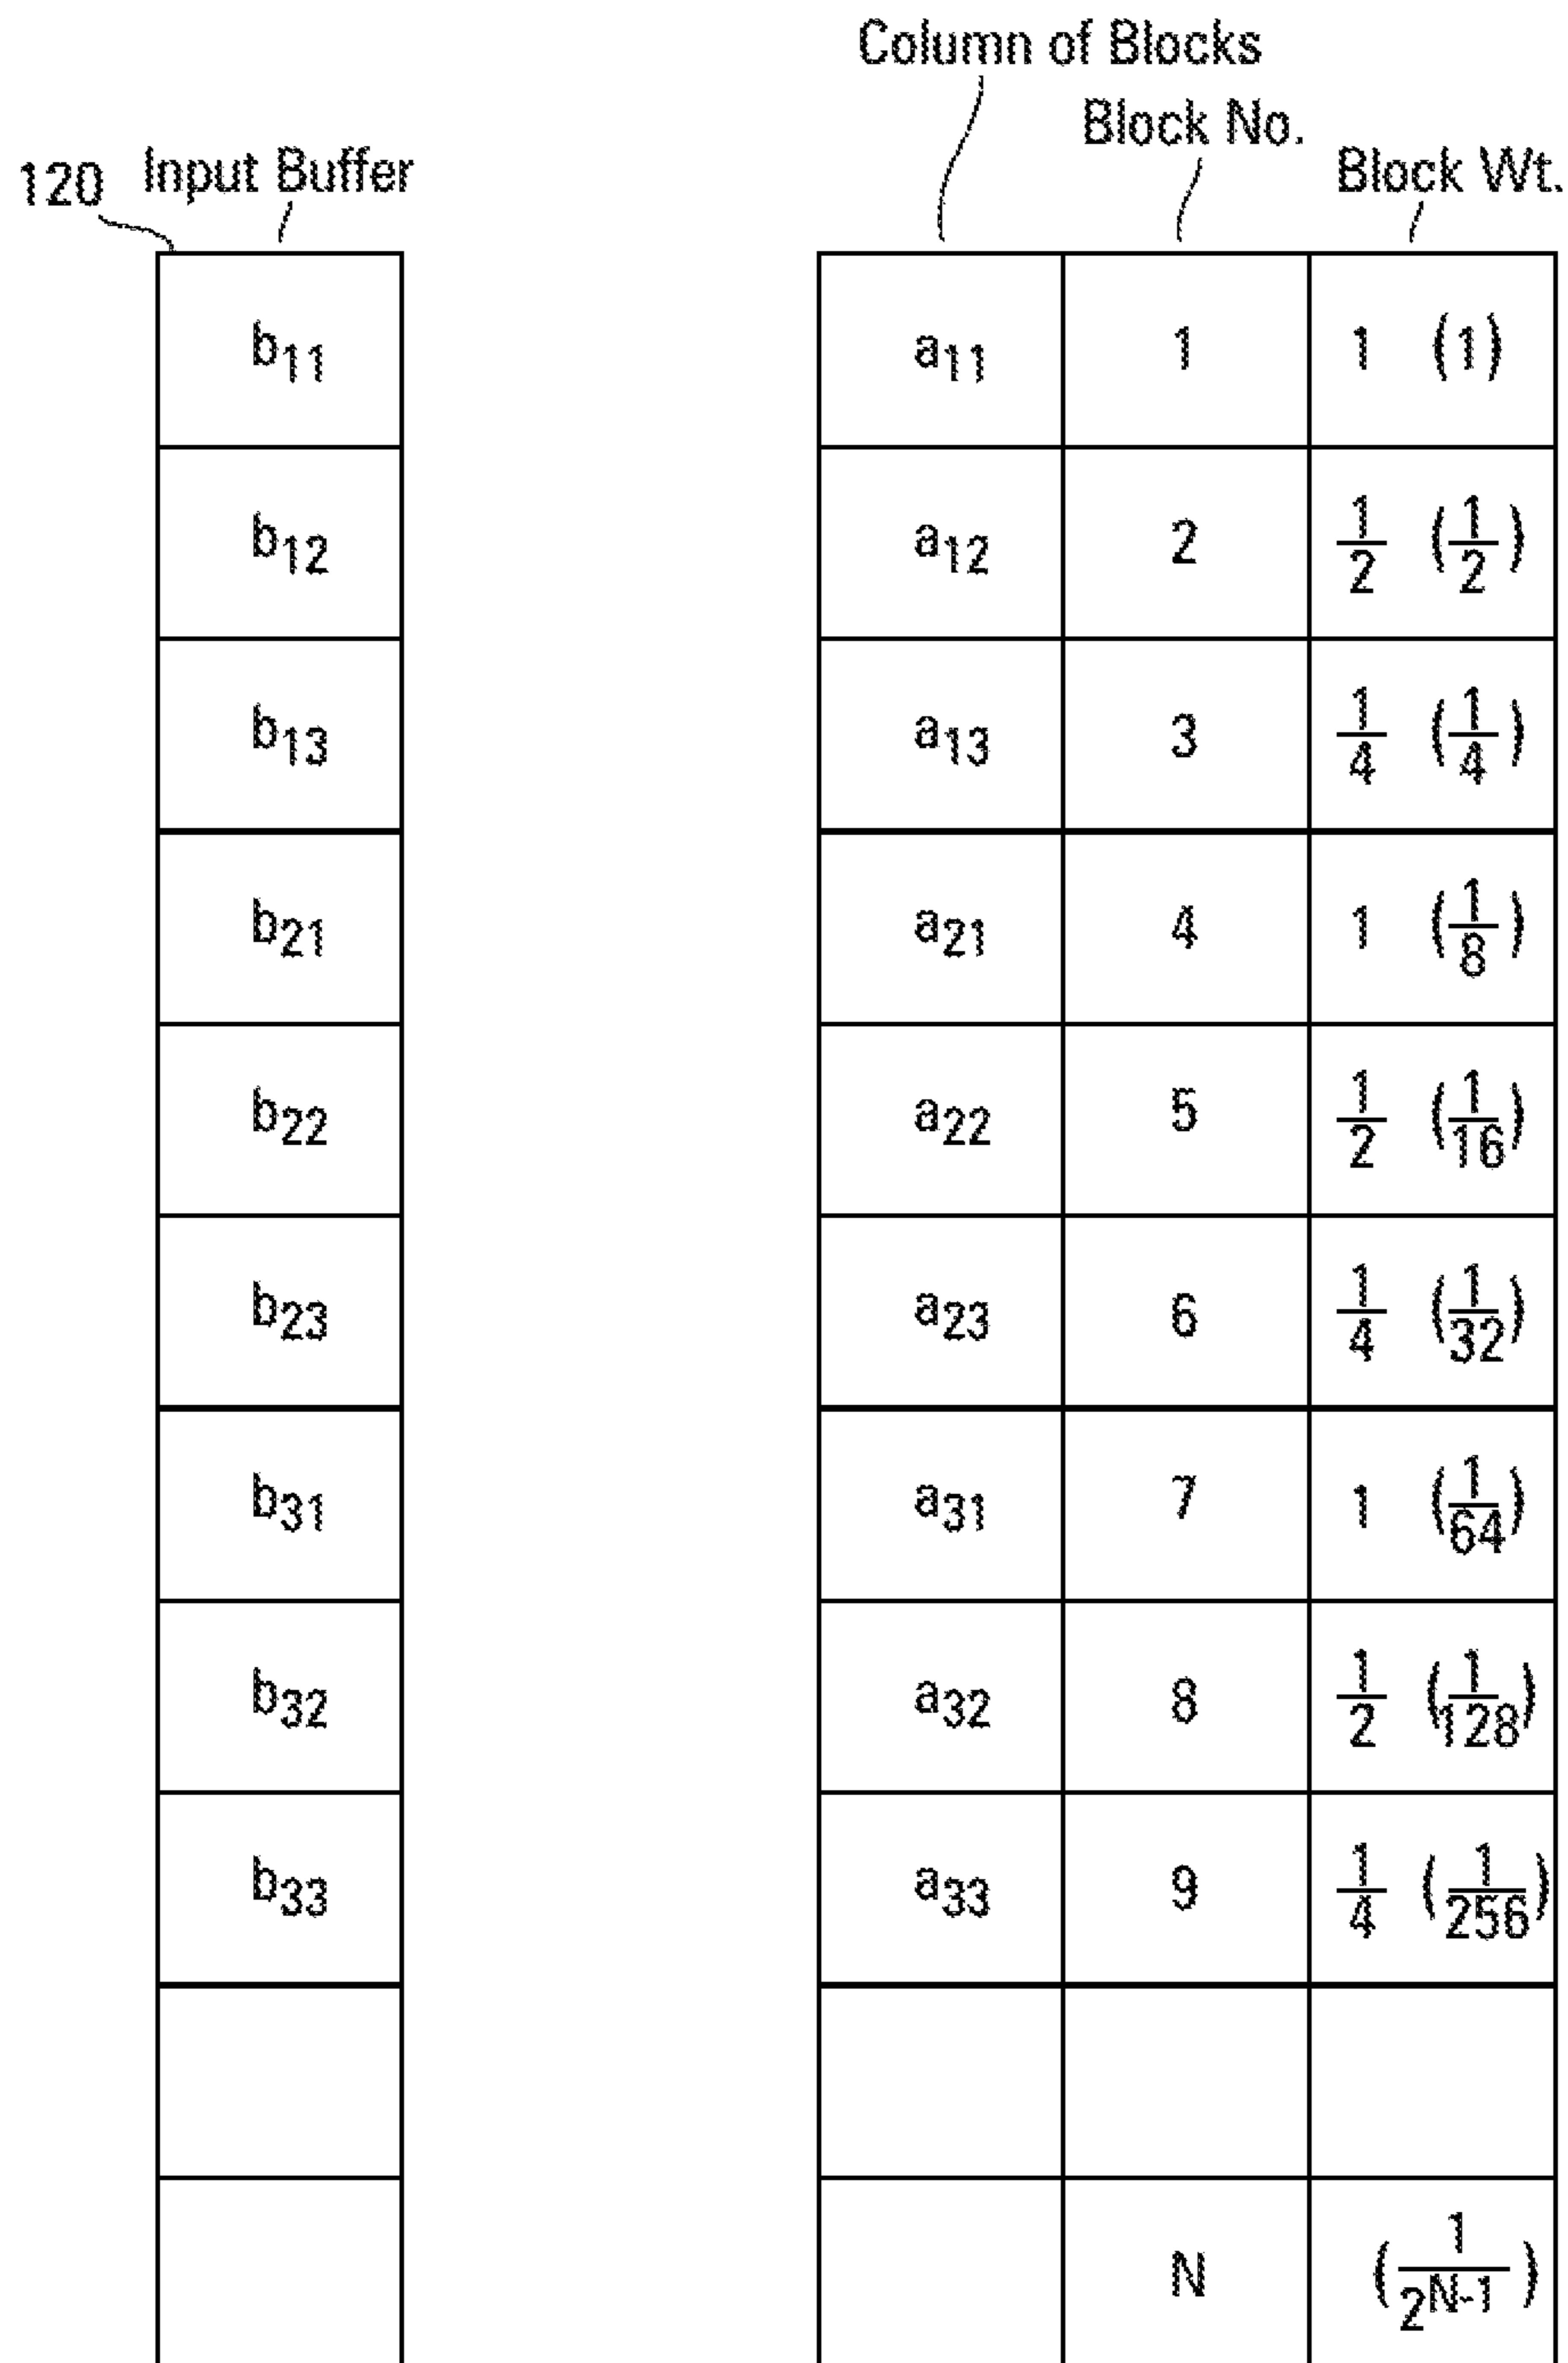 Column of Blocks
Block No.
120 Input Buffer Block Wt.
b11 a11 1 1 (1)
b12 a12 2 1/2 (1/2)
b13 a13 3 1/4 (1/4)
b21 a21 4 1 (1/8)
b22 a22 5 1/2 (1/16)
b23 a23 6 1/4 (1/32)
b31 a31 7 1 (1/64)
b32 a32 8 1/2 (1/128)
b33 a33 9 1/4 (1/256)
N (1/2^N-1)